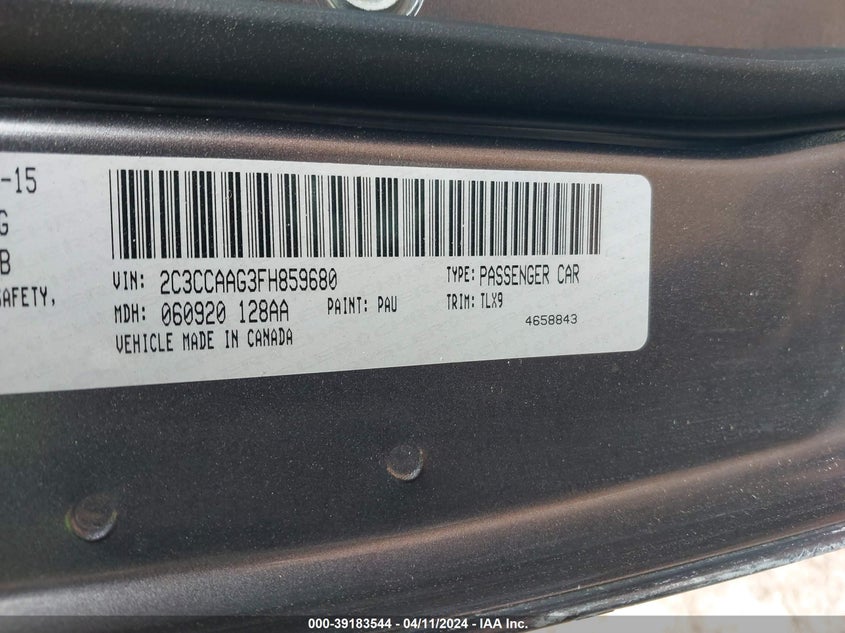 -15
G
B
SAFETY,
VIN: 2C3CCAAG3FH859680
TYPE: PASSENGER CAR
MDH: 060920 128AA
PAINT: PAU
TRIM: TLX9
VEHICLE MADE IN CANADA
4658843
000-39183544 - 04/11/2024 - IAA Inc.